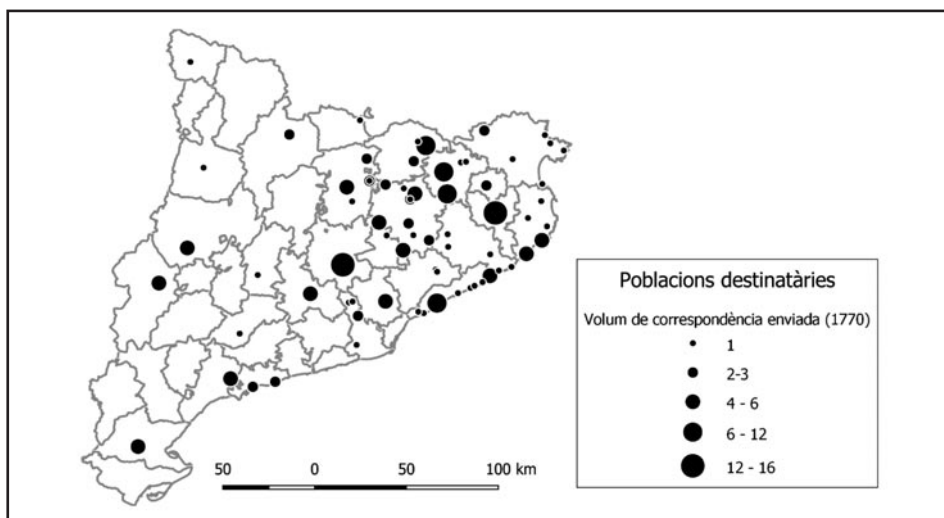 Poblacions destinatàries
Volum de correspondència enviada (1770)
1
2-3
4 - 6
6 - 12
12 - 16
50 0 50 100 km